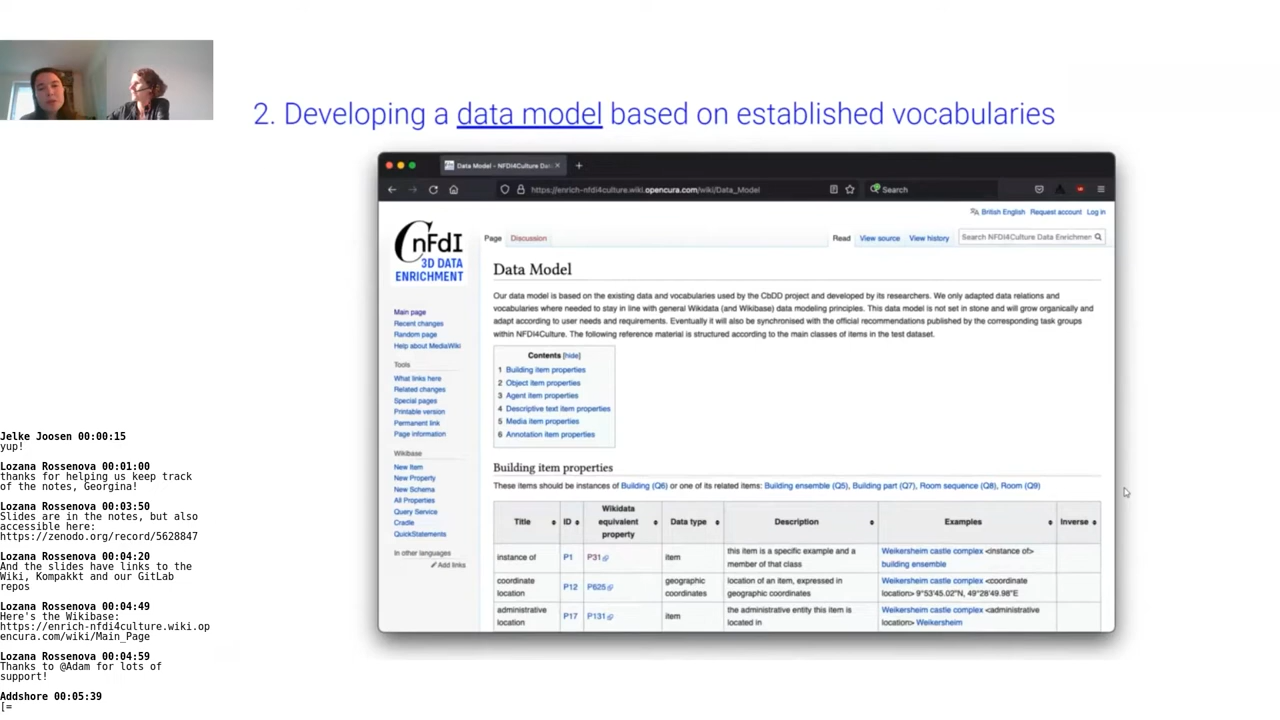 2. Developing a data model based on established vocabularies
Data Model - NFDI4Culture Dat
https://enrich-nfdi4culture.wiki.opencura.com/wiki/Data_Model
Search
British English Request account Log in
CnFdI
3D DATA
ENRICHMENT
Page Discussion
Read View source View history
Search NFDI4Culture Data Enrichmen
Main page
Recent changes
Random page
Help about MediaWiki
Tools
What links here
Related changes
Special pages
Printable version
Permanent link
Page information
Wikibase
New Item
New Property
New Schema
All Properties
Query Service
Cradle
QuickStatements
In other languages
Add links
Data Model
Our data model is based on the existing data and vocabularies used by the CbDD project and developed by its researchers. We only adapted data relations and
vocabularies where needed to stay in line with general Wikidata (and Wikibase) data modeling principles. This data model is not set in stone and will grow organically and
adapt according to user needs and requirements. Eventually it will also be synchronised with the official recommendations published by the corresponding task groups
within NFDI4Culture. The following reference material is structured according to the main classes of items in the test dataset.
Contents [hide]
1 Building item properties
2 Object item properties
3 Agent item properties
4 Descriptive text item properties
5 Media item properties
6 Annotation item properties
Building item properties
These items should be instances of Building (Q6) or one of its related items: Building ensemble (Q5), Building part (Q7), Room sequence (Q8), Room (Q9)
Title ID Wikidata equivalent property Data type Description Examples Inverse
instance of P1 P31 item this item is a specific example and a member of that class Weikersheim castle complex <instance of> building ensemble
coordinate location P12 P625 geographic coordinates location of an item, expressed in geographic coordinates Weikersheim castle complex <coordinate location> 9°53'45.02"N, 49°28'49.98"E
administrative location P17 P131 item the administrative entity this item is located in Weikersheim castle complex <administrative location> Weikersheim
Jelke Joosen 00:00:15
yup!
Lozana Rossenova 00:01:00
thanks for helping us keep track
of the notes, Georgina!
Lozana Rossenova 00:03:50
Slides are in the notes, but also
accessible here:
https://zenodo.org/record/5628847
Lozana Rossenova 00:04:20
And the slides have links to the
Wiki, Kompakkt and our GitLab
repos
Lozana Rossenova 00:04:49
Here's the Wikibase:
https://enrich-nfdi4culture.wiki.op
encura.com/wiki/Main_Page
Lozana Rossenova 00:04:59
Thanks to @Adam for lots of
support!
Addshore 00:05:39
[=